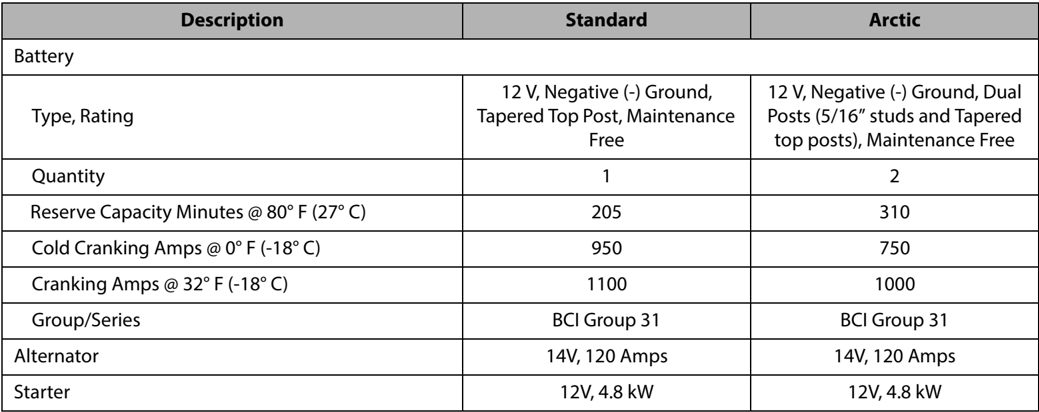 Description Standard Arctic
Battery
Type, Rating
12 V, Negative (-) Ground,
Tapered Top Post, Maintenance
Free
12 V, Negative (-) Ground, Dual
Posts (5/16” studs and Tapered
top posts), Maintenance Free
Quantity 1 2
Reserve Capacity Minutes @ 80° F (27° C) 205 310
Cold Cranking Amps @ 0° F (-18° C) 950 750
Cranking Amps @ 32° F (-18° C) 1100 1000
Group/Series BCI Group 31 BCI Group 31
Alternator 14V, 120 Amps 14V, 120 Amps
Starter 12V, 4.8 kW 12V, 4.8 kW